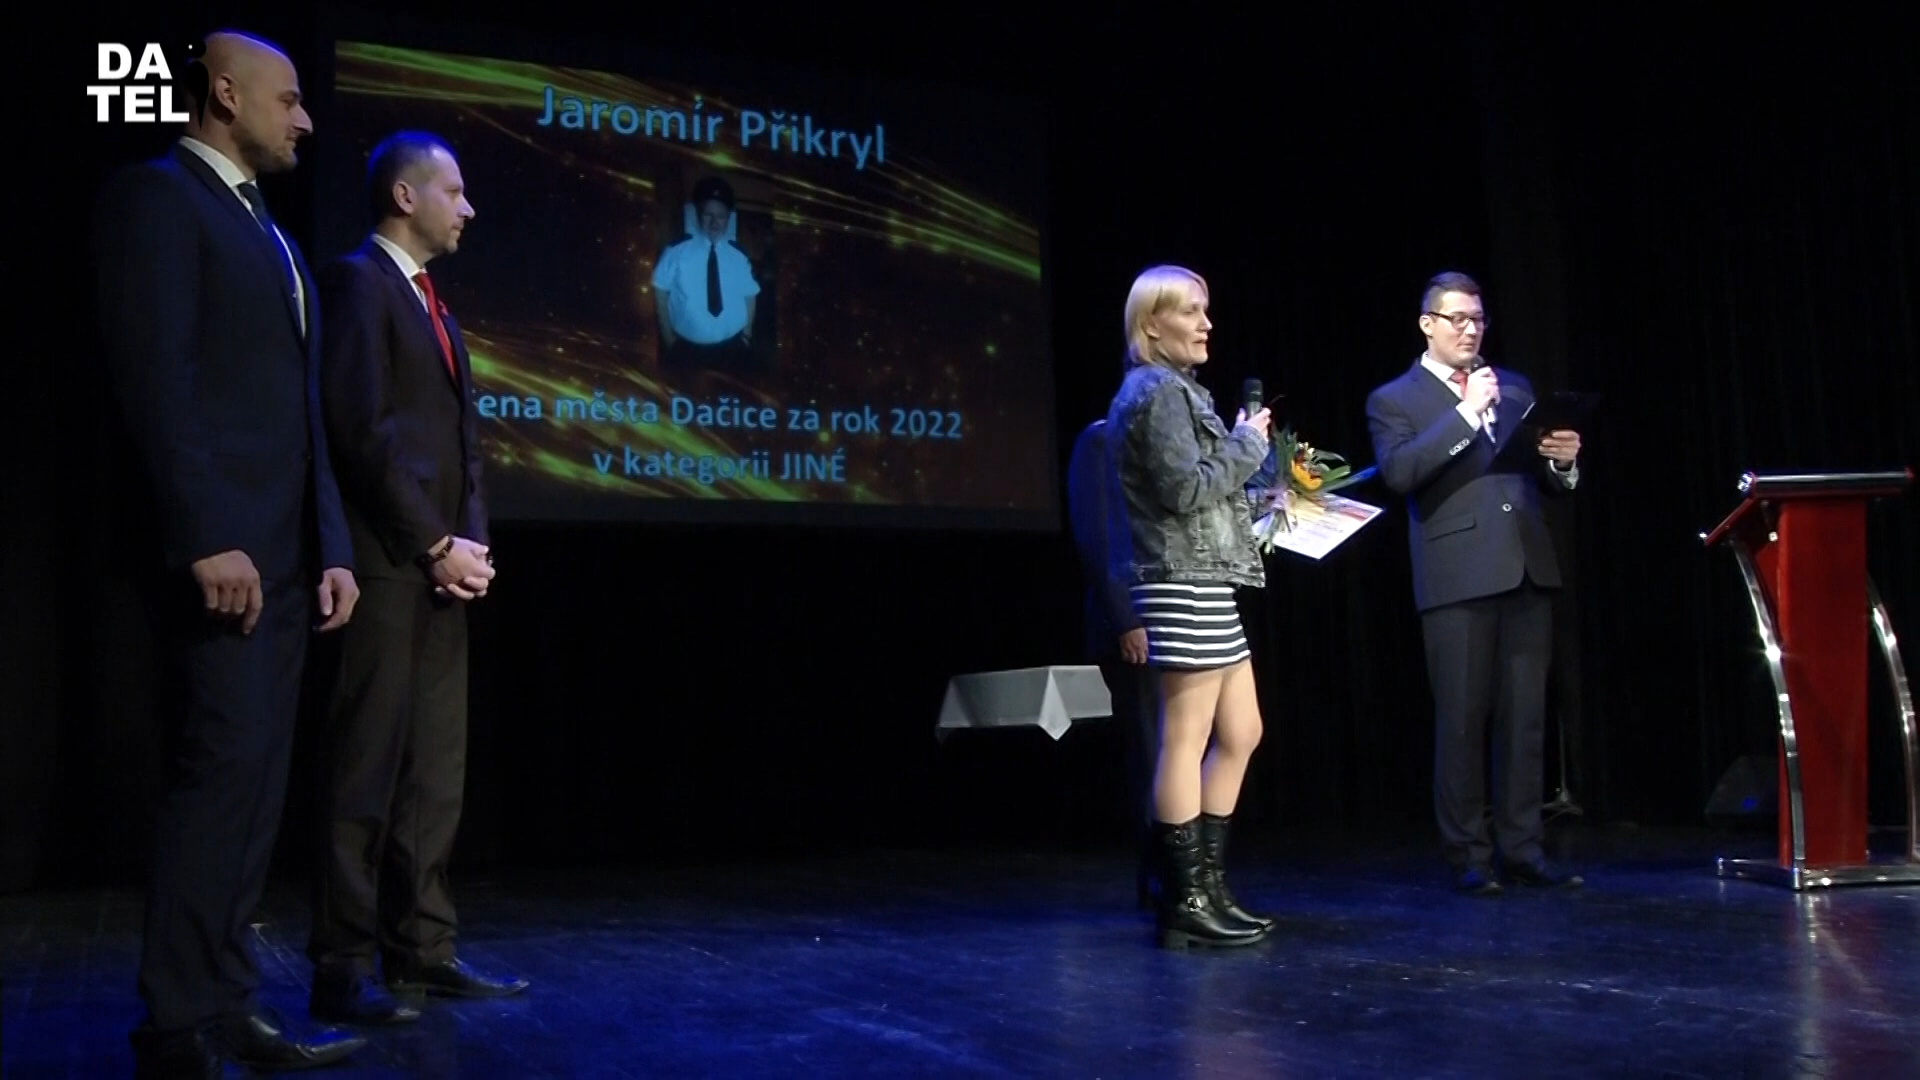 DA
TEL
Jaromír Přikryl
ena města Dačice za rok 2022
v kategorii JINÉ